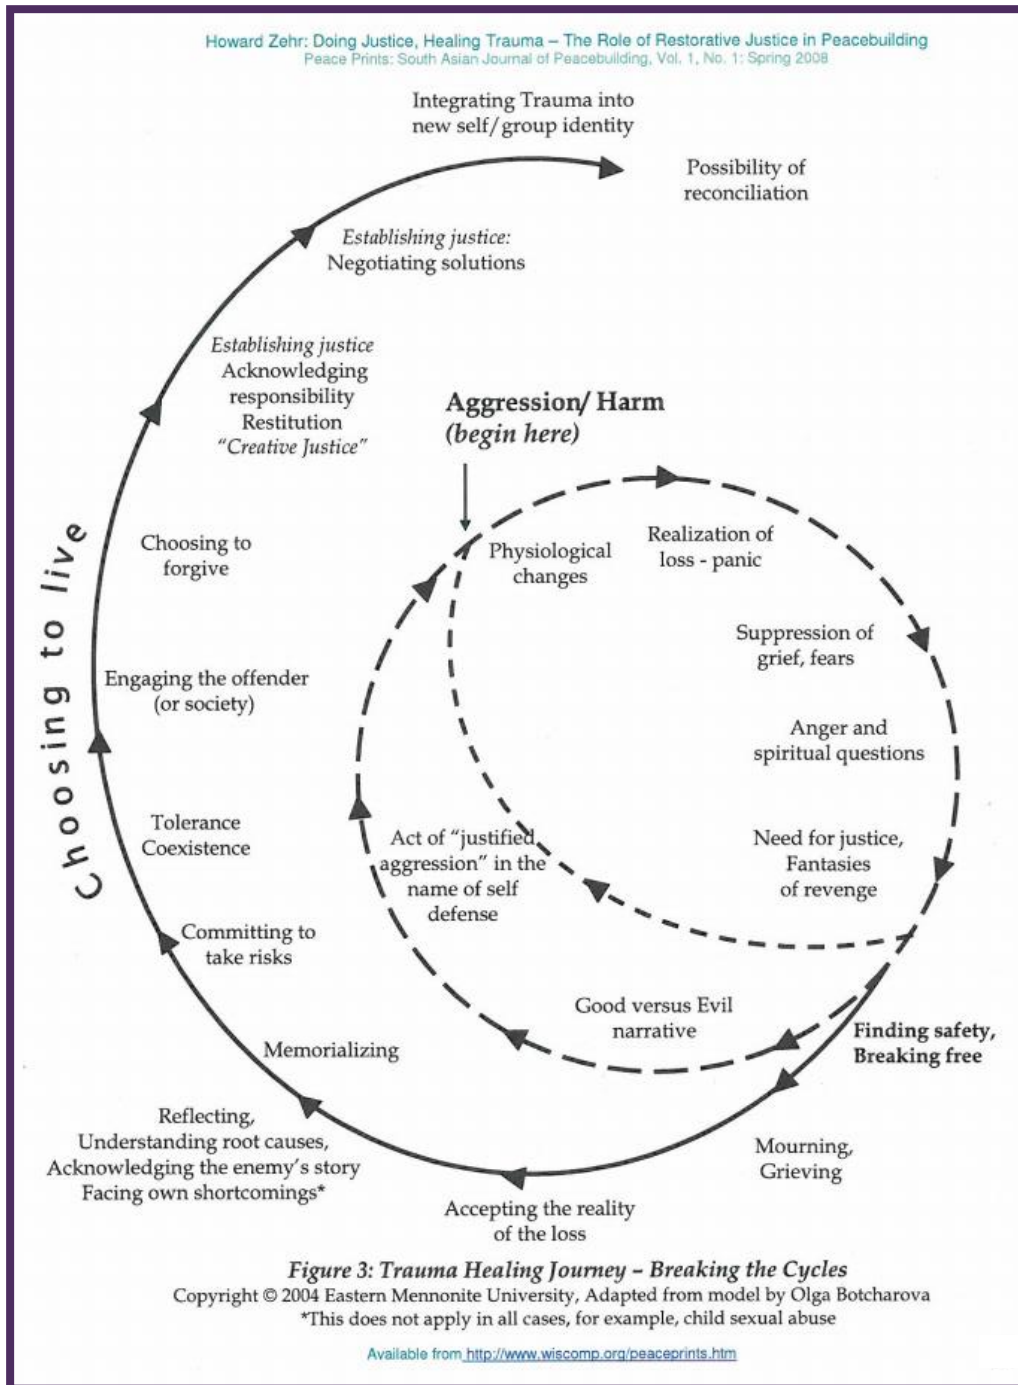 Howard Zehr: Doing Justice, Healing Trauma – The Role of Restorative Justice in Peacebuilding
Peace Prints: South Asian Journal of Peacebuilding, Vol. 1, No. 1: Spring 2008
Integrating Trauma into
new self/group identity
Possibility of
reconciliation
Establishing justice:
Negotiating solutions
Establishing justice
Acknowledging
responsibility
Restitution
"Creative Justice"
Aggression/ Harm
(begin here)
Physiological
changes
Realization of
loss - panic
Suppression of
grief, fears
Anger and
spiritual questions
Need for justice,
Fantasies
of revenge
Act of "justified
aggression" in the
name of self
defense
Good versus Evil
narrative
Finding safety,
Breaking free
Mourning,
Grieving
Accepting the reality
of the loss
Reflecting,
Understanding root causes,
Acknowledging the enemy's story
Facing own shortcomings*
Memorializing
Committing to
take risks
Tolerance
Coexistence
Engaging the offender
(or society)
Choosing to
forgive
Choosing to live
Figure 3: Trauma Healing Journey – Breaking the Cycles
Copyright © 2004 Eastern Mennonite University, Adapted from model by Olga Botcharova
*This does not apply in all cases, for example, child sexual abuse
Available from http://www.wiscomp.org/peaceprints.htm